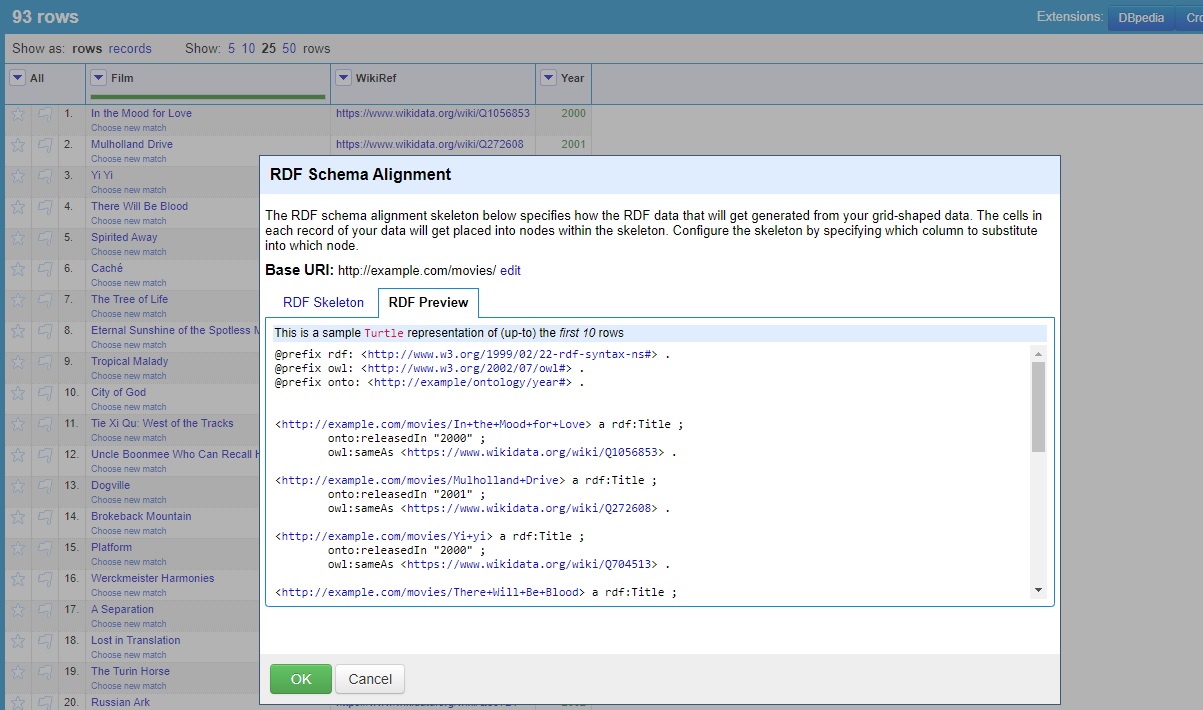 93 rows
Extensions: DBpedia
Show as: rows records Show: 5 10 25 50 rows
All Film WikiRef Year
1. In the Mood for Love https://www.wikidata.org/wiki/Q1056853 2000
Choose new match
2. Mulholland Drive https://www.wikidata.org/wiki/Q272608 2001
Choose new match
3. Yi Yi
Choose new match
4. There Will Be Blood
Choose new match
5. Spirited Away
Choose new match
6. Caché
Choose new match
7. The Tree of Life
Choose new match
8. Eternal Sunshine of the Spotless
Choose new match
9. Tropical Malady
Choose new match
10. City of God
Choose new match
11. Tie Xi Qu: West of the Tracks
Choose new match
12. Uncle Boonmee Who Can Recall
Choose new match
13. Dogville
Choose new match
14. Brokeback Mountain
Choose new match
15. Platform
Choose new match
16. Werckmeister Harmonies
Choose new match
17. A Separation
Choose new match
18. Lost in Translation
Choose new match
19. The Turin Horse
Choose new match
20. Russian Ark
RDF Schema Alignment
The RDF schema alignment skeleton below specifies how the RDF data that will get generated from your grid-shaped data. The cells in
each record of your data will get placed into nodes within the skeleton. Configure the skeleton by specifying which column to substitute
into which node.
Base URI: http://example.com/movies/ edit
RDF Skeleton RDF Preview
This is a sample Turtle representation of (up-to) the first 10 rows
@prefix rdf: <http://www.w3.org/1999/02/22-rdf-syntax-ns#> .
@prefix owl: <http://www.w3.org/2002/07/owl#> .
@prefix onto: <http://example/ontology/year#> .
<http://example.com/movies/In+the+Mood+for+Love> a rdf:Title ;
onto:releasedIn "2000" ;
owl:sameAs <https://www.wikidata.org/wiki/Q1056853> .
<http://example.com/movies/Mulholland+Drive> a rdf:Title ;
onto:releasedIn "2001" ;
owl:sameAs <https://www.wikidata.org/wiki/Q272608> .
<http://example.com/movies/Yi+yi> a rdf:Title ;
onto:releasedIn "2000" ;
owl:sameAs <https://www.wikidata.org/wiki/Q704513> .
<http://example.com/movies/There+Will+Be+Blood> a rdf:Title ;
OK Cancel